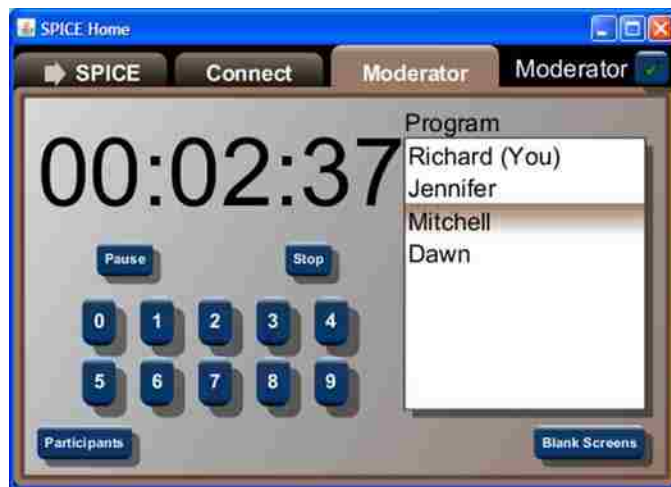 SPICE Home
SPICE Connect Moderator Moderator
00:02:37
Program
Richard (You)
Jennifer
Mitchell
Dawn
Pause Stop
0 1 2 3 4
5 6 7 8 9
Participants Blank Screens